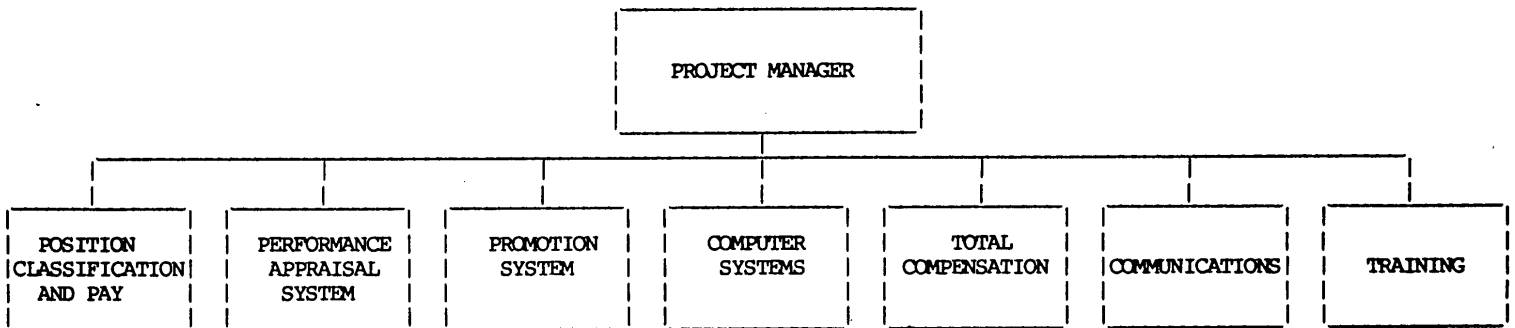 PROJECT MANAGER
POSITION
CLASSIFICATION
AND PAY
PERFORMANCE
APPRAISAL
SYSTEM
PROMOTION
SYSTEM
COMPUTER
SYSTEMS
TOTAL
COMPENSATION
COMMUNICATIONS
TRAINING